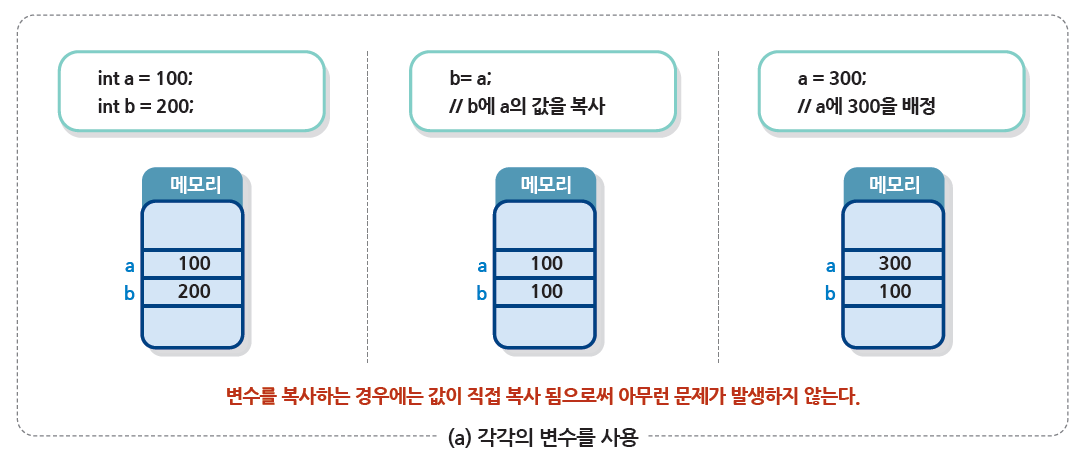 int a = 100;
int b = 200;
메모리
a 100
b 200
b= a;
// b에 a의 값을 복사
메모리
a 100
b 100
a = 300;
// a에 300을 배정
메모리
a 300
b 100
변수를 복사하는 경우에는 값이 직접 복사 됨으로써 아무런 문제가 발생하지 않는다.
(a) 각각의 변수를 사용